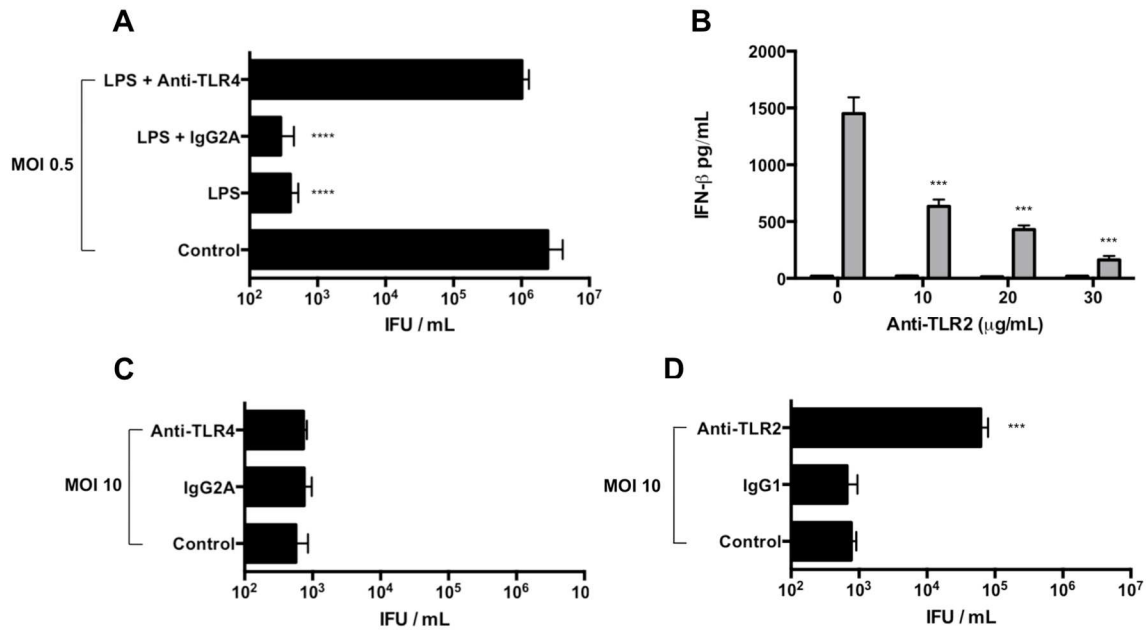 A
LPS + Anti-TLR4
LPS + IgG2A
****
LPS
****
Control
MOI 0.5
10² 10³ 10⁴ 10⁵ 10⁶ 10⁷
IFU / mL
B
IFN-β pg/mL
2000
1500
1000
500
0
***
***
***
0 10 20 30
Anti-TLR2 (μg/mL)
C
Anti-TLR4
IgG2A
Control
MOI 10
10² 10³ 10⁴ 10⁵ 10⁶ 10
IFU / mL
D
Anti-TLR2
***
IgG1
Control
MOI 10
10² 10³ 10⁴ 10⁵ 10⁶ 10⁷
IFU / mL